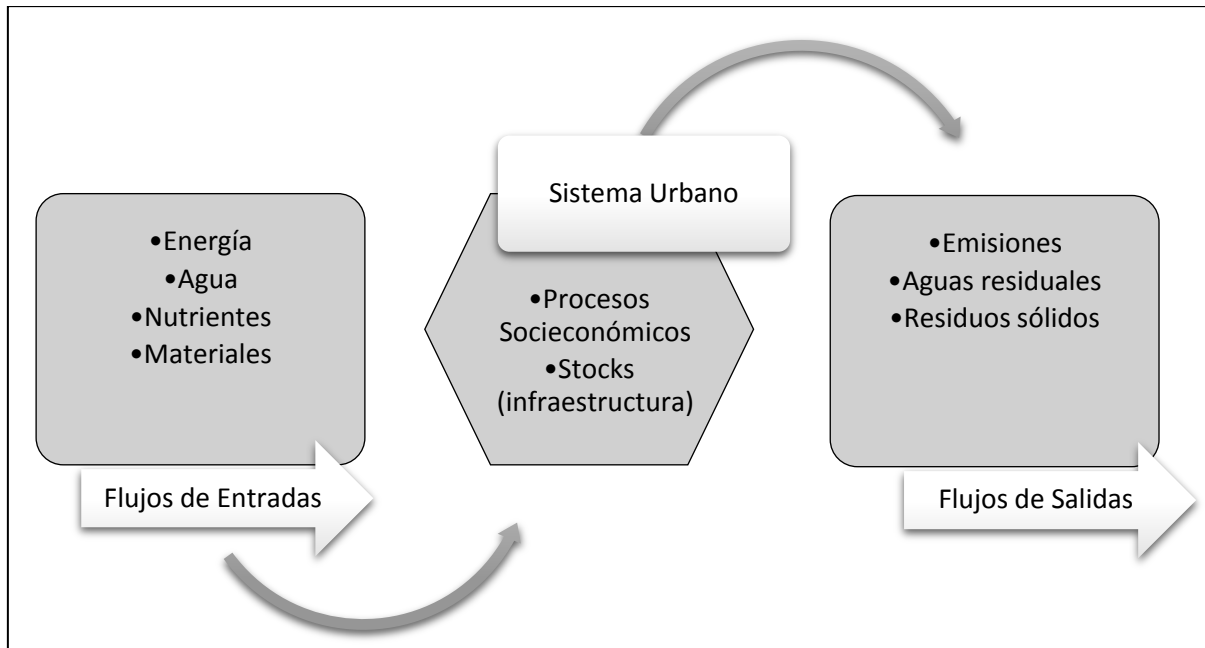 •Energía
•Agua
•Nutrientes
•Materiales
Flujos de Entradas
Sistema Urbano
•Procesos
Socieconómicos
•Stocks
(infraestructura)
•Emisiones
•Aguas residuales
•Residuos sólidos
Flujos de Salidas